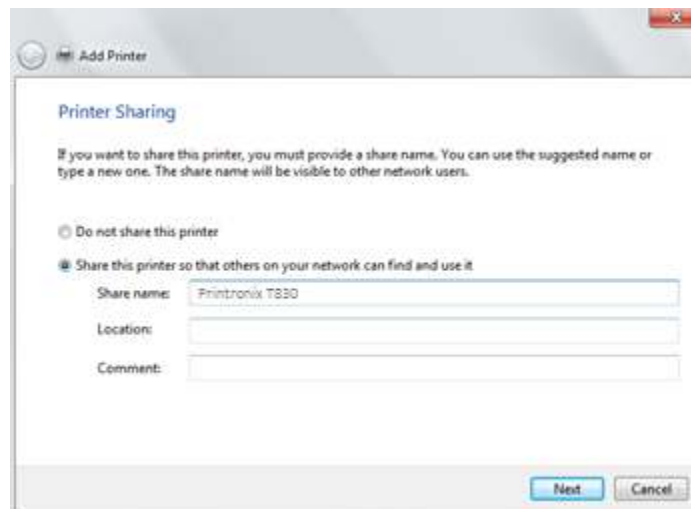 Add Printer
Printer Sharing
If you want to share this printer, you must provide a share name. You can use the suggested name or
type a new one. The share name will be visible to other network users.
Do not share this printer
Share this printer so that others on your network can find and use it
Share name: Printronix T830
Location:
Comment:
Next Cancel